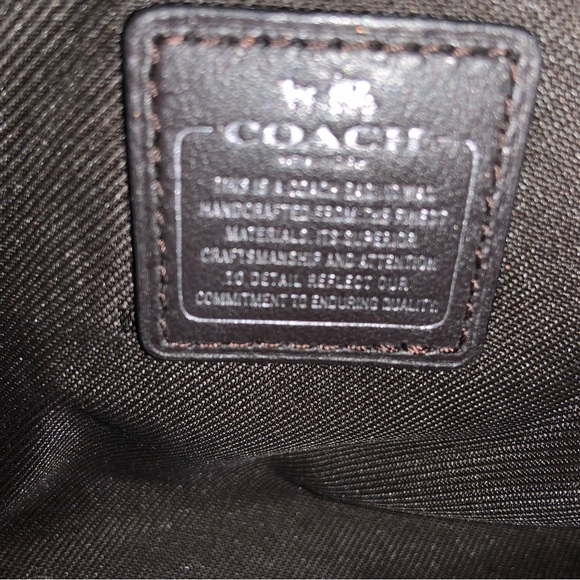 COACH
THIS IS A COACH BAG. IT WAS
HANDCRAFTED FROM THE FINEST
MATERIALS. ITS SUPERIOR
CRAFTSMANSHIP AND ATTENTION
TO DETAIL REFLECT OUR
COMMITMENT TO ENDURING QUALITY.